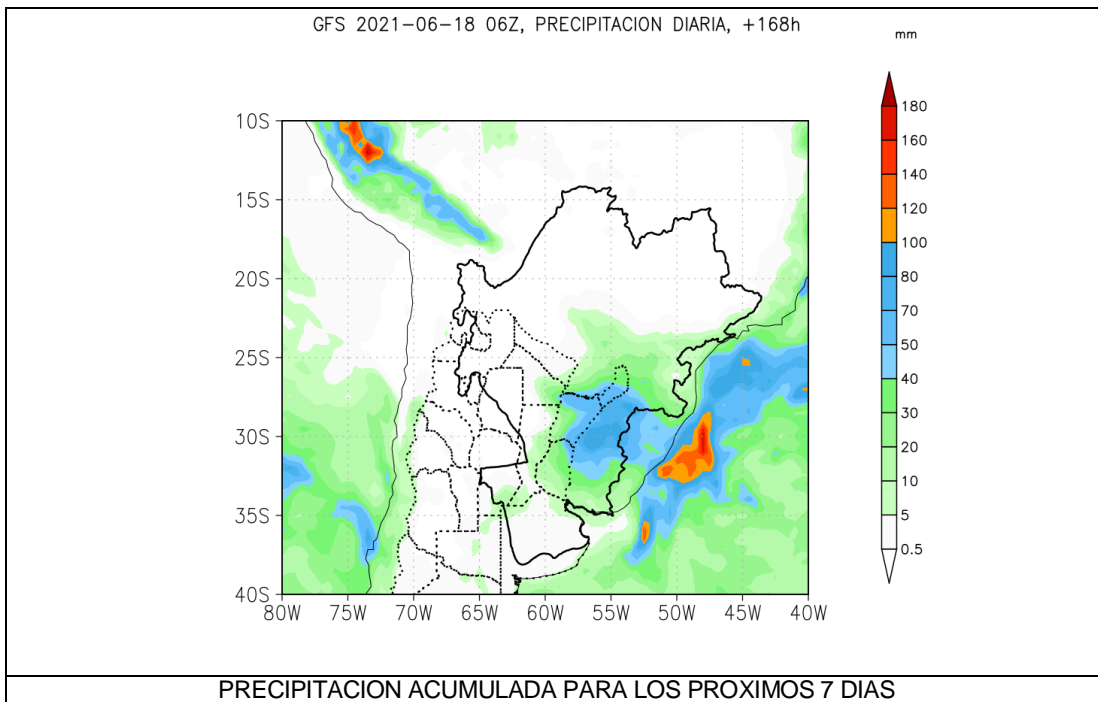 GFS 2021-06-18 06Z, PRECIPITACION DIARIA, +168h
mm
180
160
140
120
100
80
70
50
40
30
20
10
5
0.5
10S
15S
20S
25S
30S
35S
40S
80W 75W 70W 65W 60W 55W 50W 45W 40W
PRECIPITACION ACUMULADA PARA LOS PROXIMOS 7 DIAS